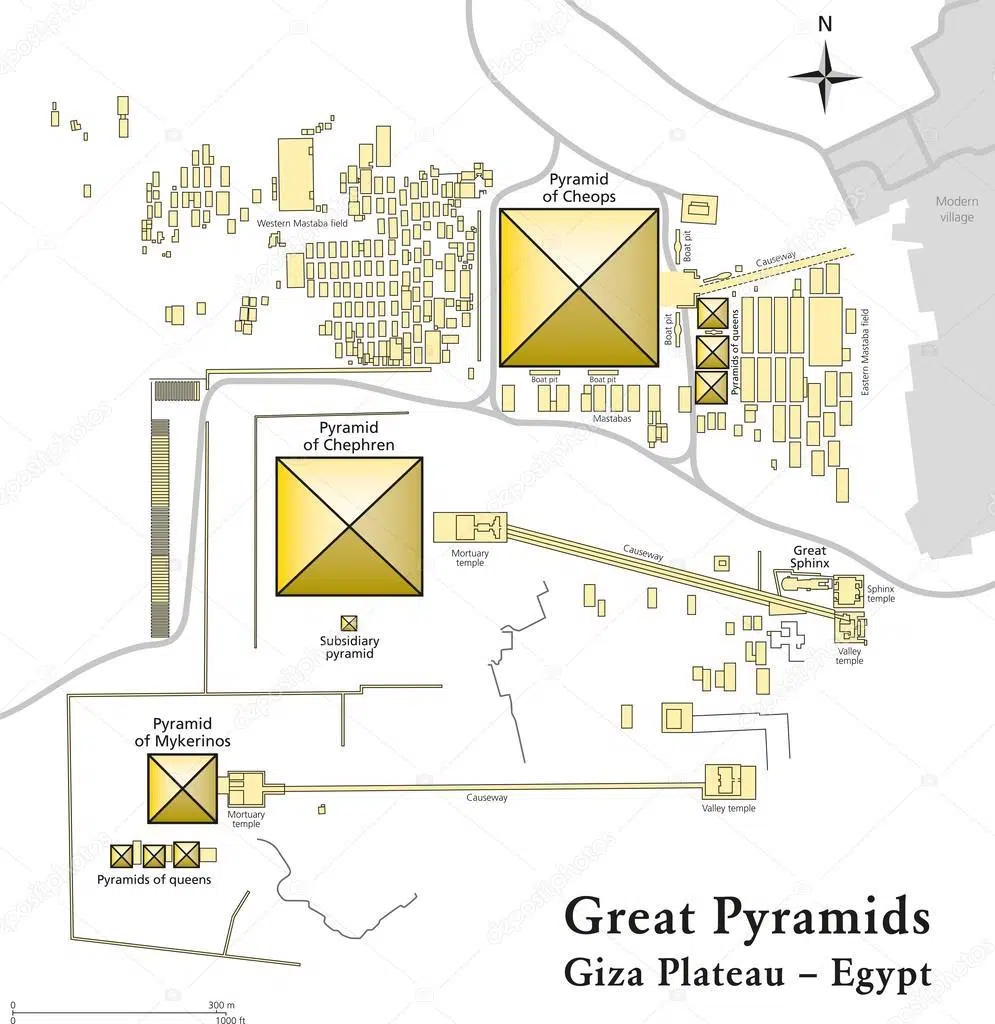 N
Pyramid
of Cheops
Modern
village
Western Mastaba field
Boat pit
Causeway
Boat pit
Pyramids of queens
Eastern Mastaba field
Boat pit
Boat pit
Mastabas
Pyramid
of Chephren
Mortuary
temple
Causeway
Great
Sphinx
Sphinx
temple
Valley
temple
Subsidiary
pyramid
Pyramid
of Mykerinos
Mortuary
temple
Causeway
Valley temple
Pyramids of queens
Great Pyramids
Giza Plateau – Egypt
0
300 m
0
1000 ft
depositphotos